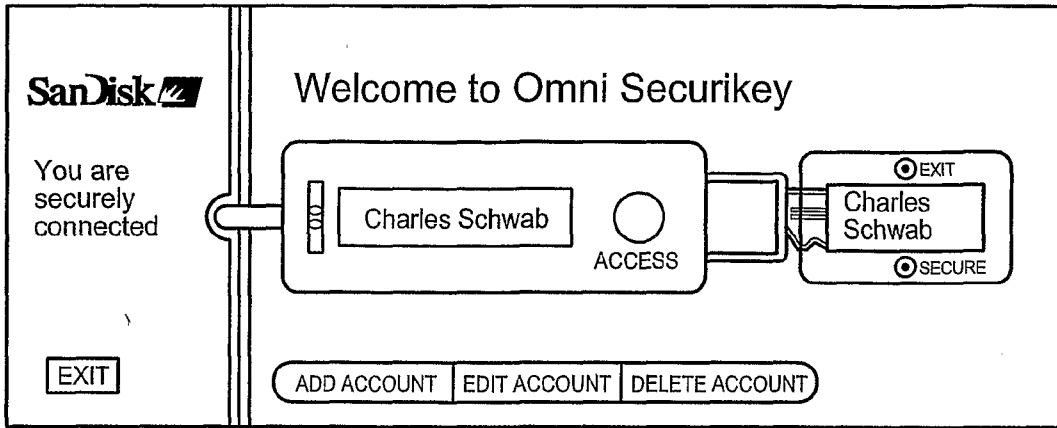 SanDisk
You are
securely
connected
EXIT
Welcome to Omni Securikey
Charles Schwab
ACCESS
EXIT
Charles
Schwab
SECURE
ADD ACCOUNT
EDIT ACCOUNT
DELETE ACCOUNT